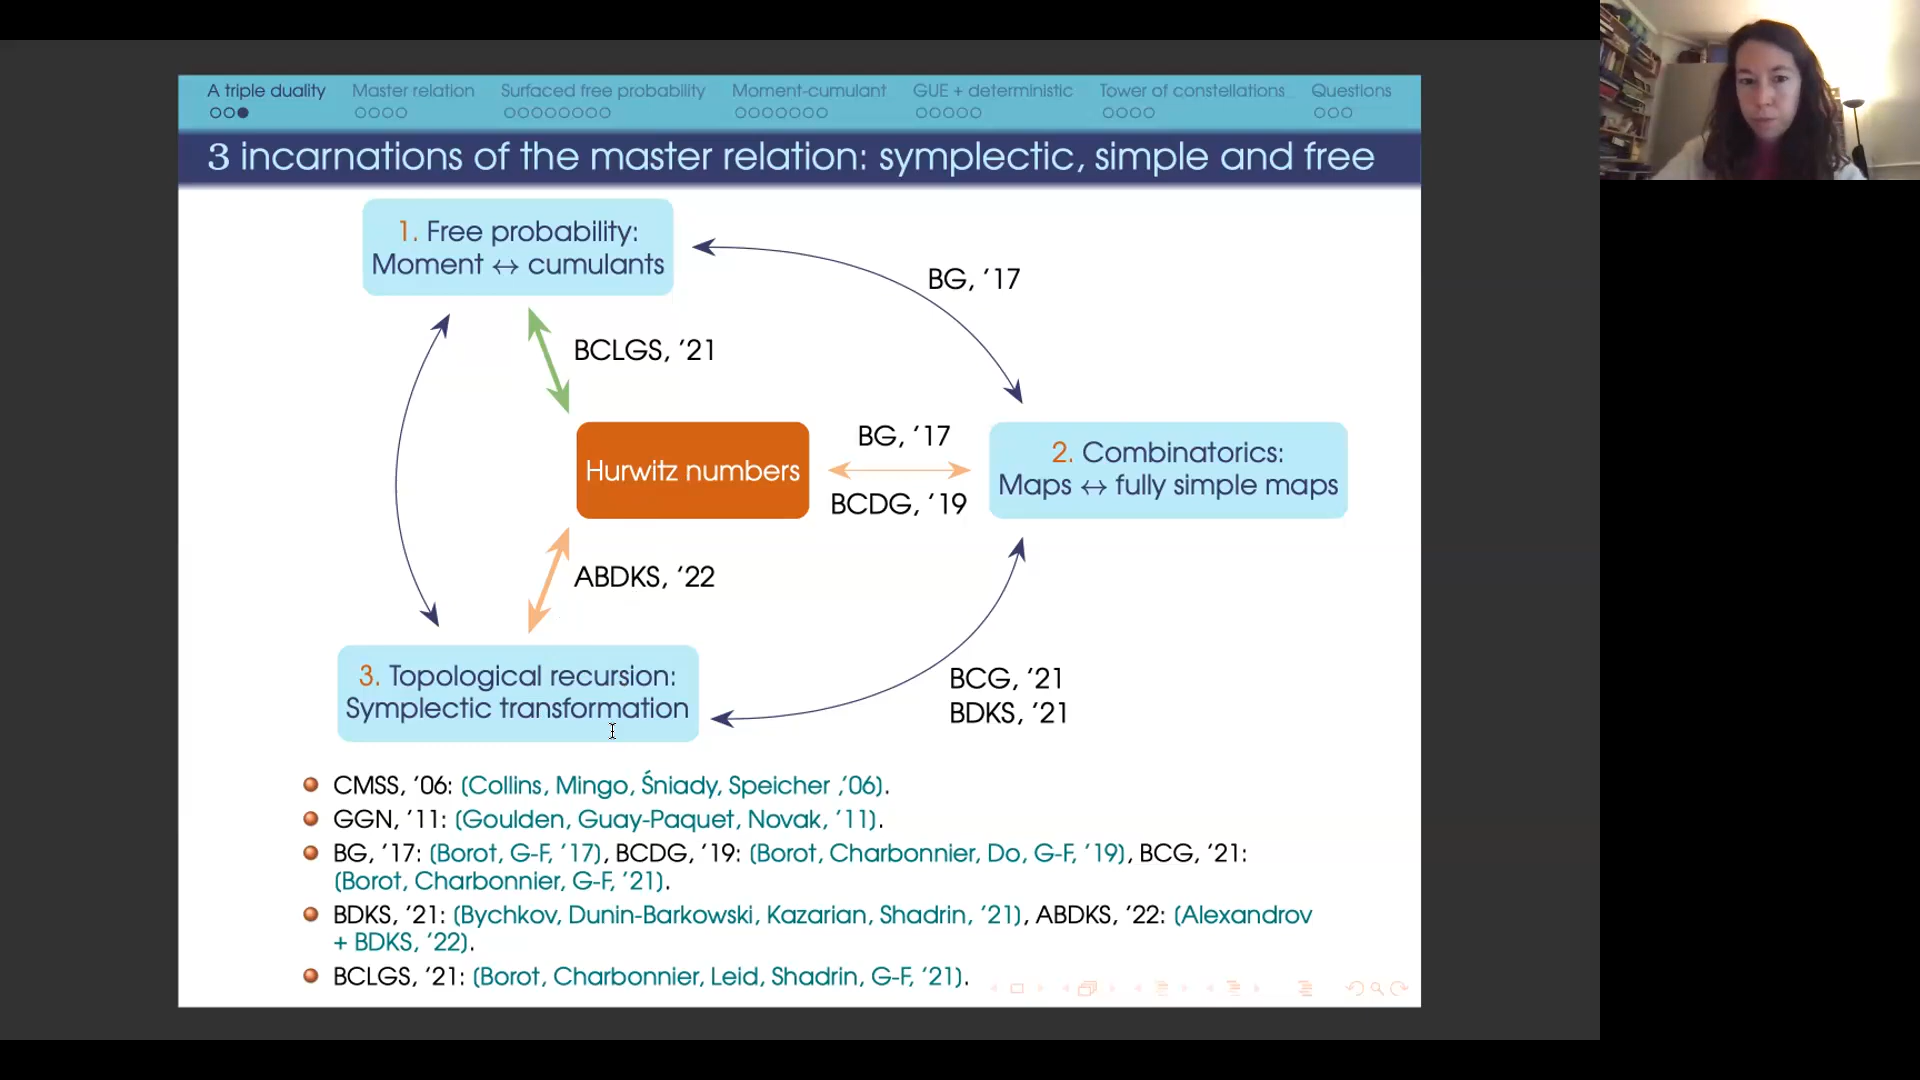 A triple duality Master relation Surfaced free probability Moment-cumulant GUE + deterministic Tower of constellations Questions
3 incarnations of the master relation: symplectic, simple and free
1. Free probability:
Moment ↔ cumulants
BG, ’17
BCLGS, ’21
Hurwitz numbers
BG, ’17
BCDG, ’19
2. Combinatorics:
Maps ↔ fully simple maps
ABDKS, ’22
3. Topological recursion:
Symplectic transformation
BCG, ’21
BDKS, ’21
CMSS, ’06: (Collins, Mingo, Śniady, Speicher ,’06).
GGN, ’11: (Goulden, Guay-Paquet, Novak, ’11).
BG, ’17: (Borot, G-F, ’17), BCDG, ’19: (Borot, Charbonnier, Do, G-F, ’19), BCG, ’21:
(Borot, Charbonnier, G-F, ’21).
BDKS, ’21: (Bychkov, Dunin-Barkowski, Kazarian, Shadrin, ’21), ABDKS, ’22: (Alexandrov
+ BDKS, ’22).
BCLGS, ’21: (Borot, Charbonnier, Leid, Shadrin, G-F, ’21).